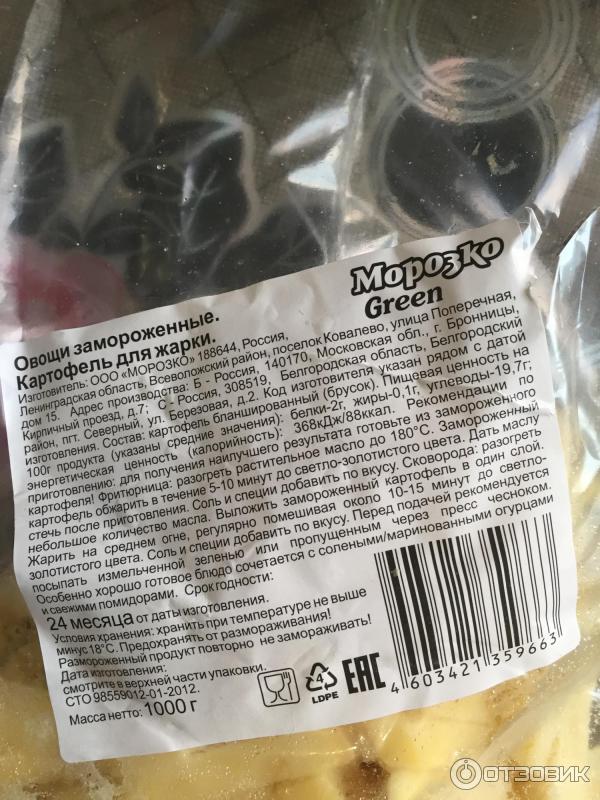 Морозко
Green
Овощи замороженные.
Картофель для жарки.
Изготовитель: ООО «МОРОЗКО» 188644, Россия,
Ленинградская область, Всеволожский район, поселок Ковалево, улица Поперечная,
дом 15. Адрес производства: Б - Россия, 140170, Московская обл., г. Бронницы,
Кирпичный проезд, д.7; С - Россия, 308519, Белгородская область, Белгородский
район, пгт. Северный, ул. Березовая, д.2. Код изготовителя указан рядом с датой
изготовления. Состав: картофель бланшированный (брусок). Пищевая ценность на
100г продукта (указаны средние значения): белки-2г, жиры-0,1г, углеводы-19,7г;
энергетическая ценность (калорийность): 368кДж/88ккал. Рекомендации по
приготовлению: для получения наилучшего результата готовьте из замороженного
картофеля! Фритюрница: разогреть растительное масло до 180°С. Замороженный
картофель обжарить в течение 5-10 минут до светло-золотистого цвета. Дать маслу
стечь после приготовления. Соль и специи добавить по вкусу. Сковорода: разогреть
небольшое количество масла. Выложить замороженный картофель в один слой.
Жарить на среднем огне, регулярно помешивая около 10-15 минут до светло-
золотистого цвета. Соль и специи добавить по вкусу. Перед подачей рекомендуется
посыпать измельченной зеленью или пропущенным через пресс чесноком.
Особенно хорошо готовое блюдо сочетается с солеными/маринованными огурцами
и свежими помидорами. Срок годности:
24 месяца от даты изготовления.
Условия хранения: хранить при температуре не выше
минус 18°С. Предохранять от размораживания!
Размороженный продукт повторно не замораживать!
Дата изготовления:
смотрите в верхней части упаковки.
СТО 98559012-01-2012.
Масса нетто: 1000 г
4
LDPE
EAC
4 603421 359663
ОТЗОВИК